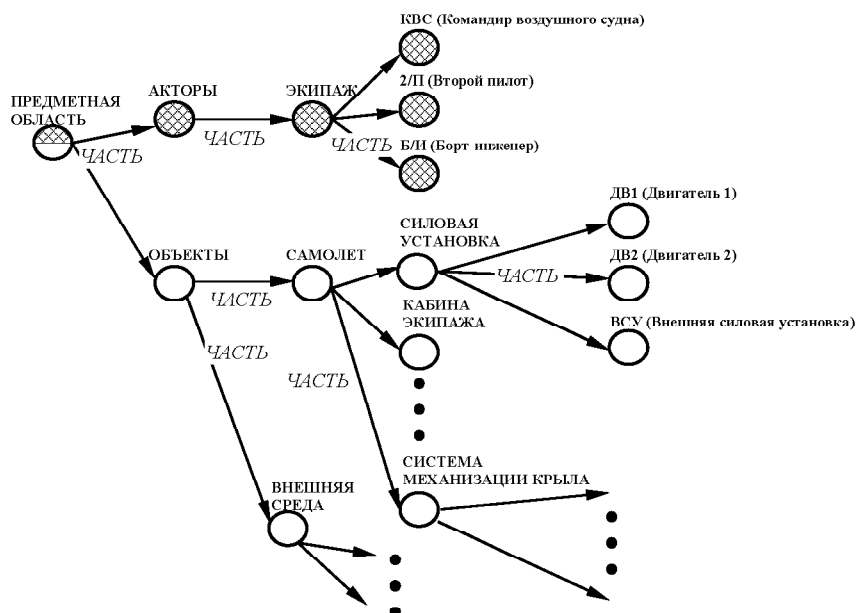 КВС (Командир воздушного судна)
2/П (Второй пилот)
АКТОРЫ
ЭКИПАЖ
ПРЕДМЕТНАЯ
ОБЛАСТЬ
ЧАСТЬ
ЧАСТЬ
ЧАСТЬ
Б/И (Борт инженер)
ДВ1 (Двигатель 1)
СИЛОВАЯ
УСТАНОВКА
ОБЪЕКТЫ
САМОЛЕТ
ДВ2 (Двигатель 2)
ЧАСТЬ
ЧАСТЬ
КАБИНА
ЭКИПАЖА
ВСУ (Внешняя силовая установка)
ЧАСТЬ
ЧАСТЬ
СИСТЕМА
МЕХАНИЗАЦИИ КРЫЛА
ВНЕШНЯЯ
СРЕДА